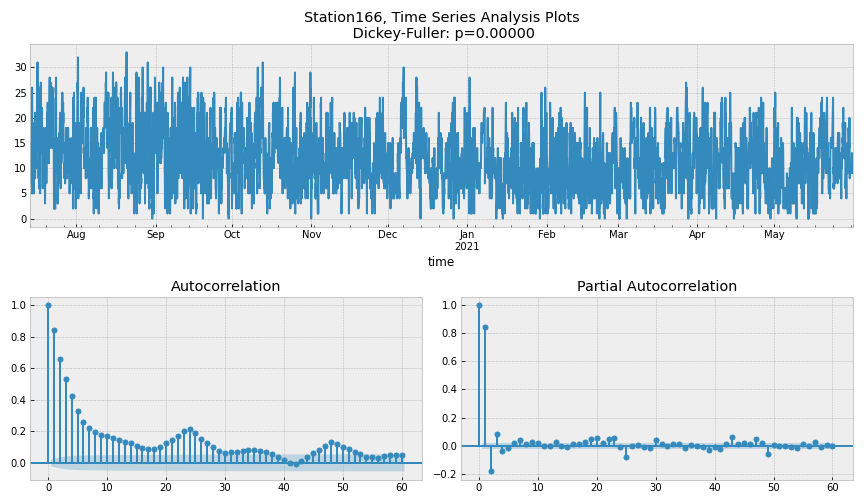 Station166, Time Series Analysis Plots
Dickey-Fuller: p=0.00000
30
25
20
15
10
5
0
Aug Sep Oct Nov Dec Jan Feb Mar Apr May
2021
time
Autocorrelation
1.0
0.8
0.6
0.4
0.2
0.0
0 10 20 30 40 50 60
Partial Autocorrelation
1.0
0.8
0.6
0.4
0.2
0.0
−0.2
0 10 20 30 40 50 60